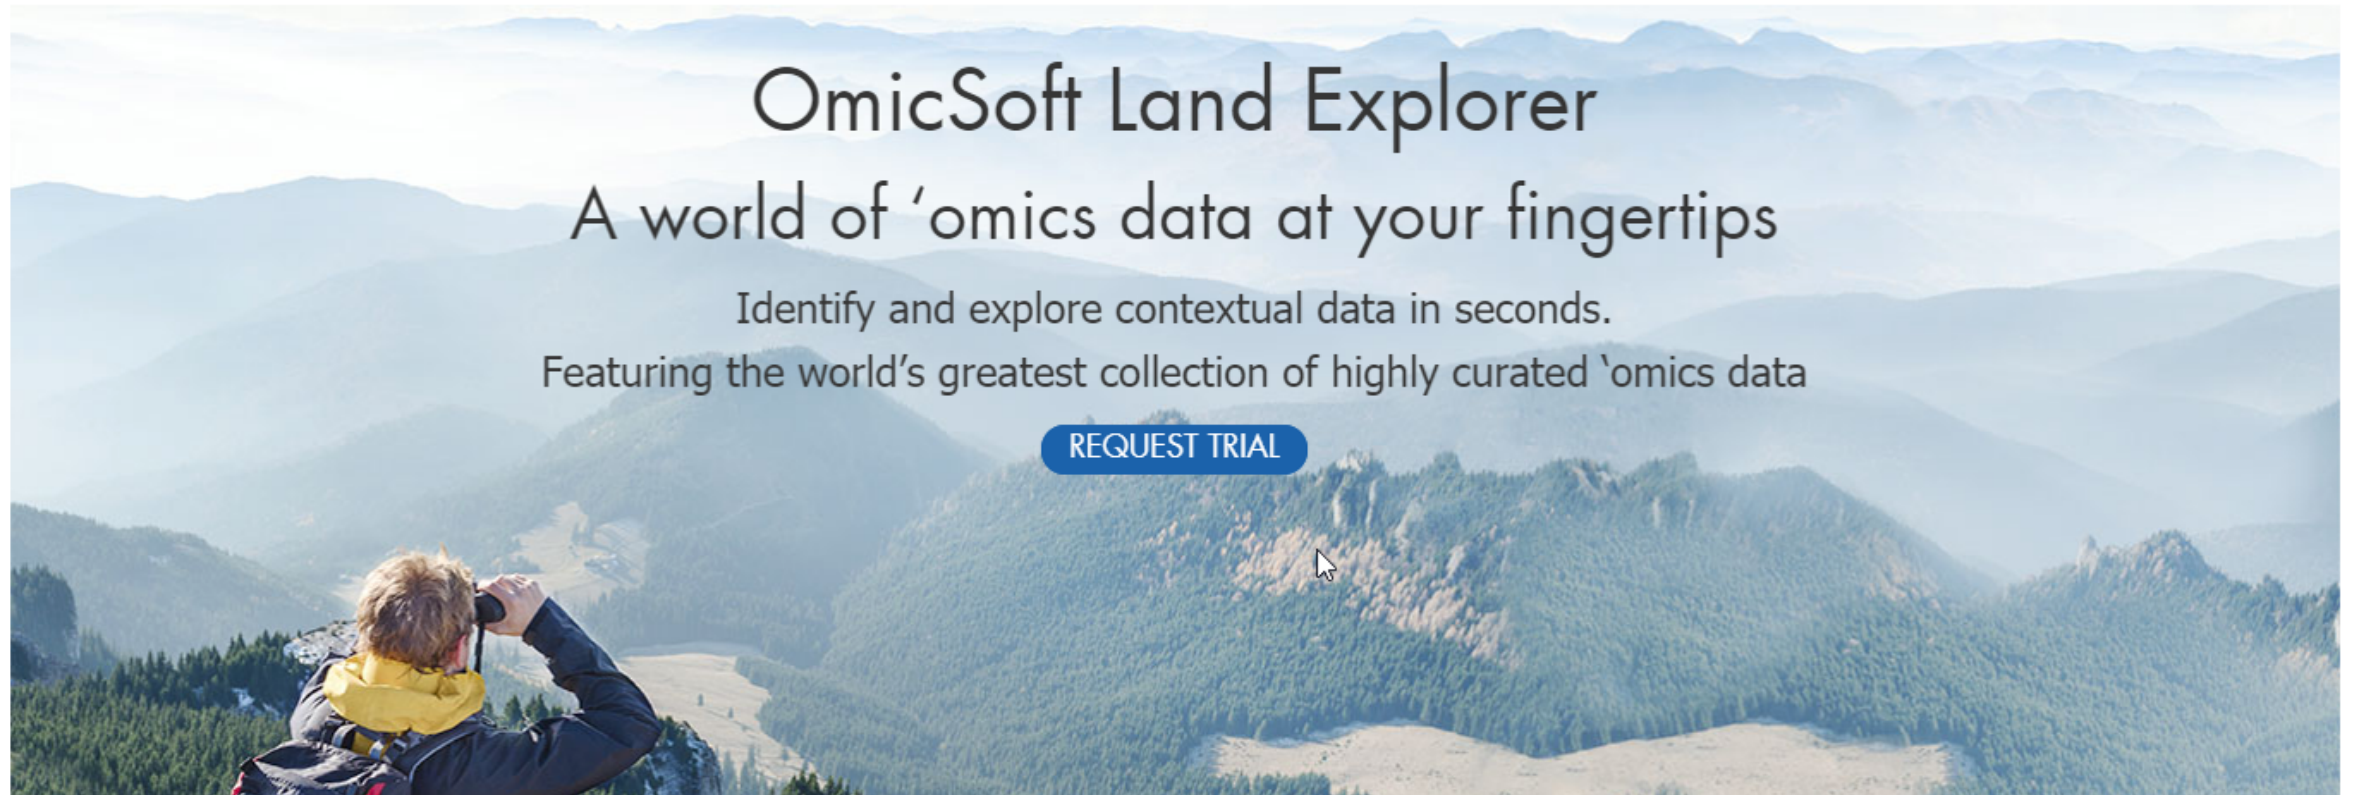 OmicSoft Land Explorer
A world of ‘omics data at your fingertips
Identify and explore contextual data in seconds.
Featuring the world’s greatest collection of highly curated ‘omics data
REQUEST TRIAL